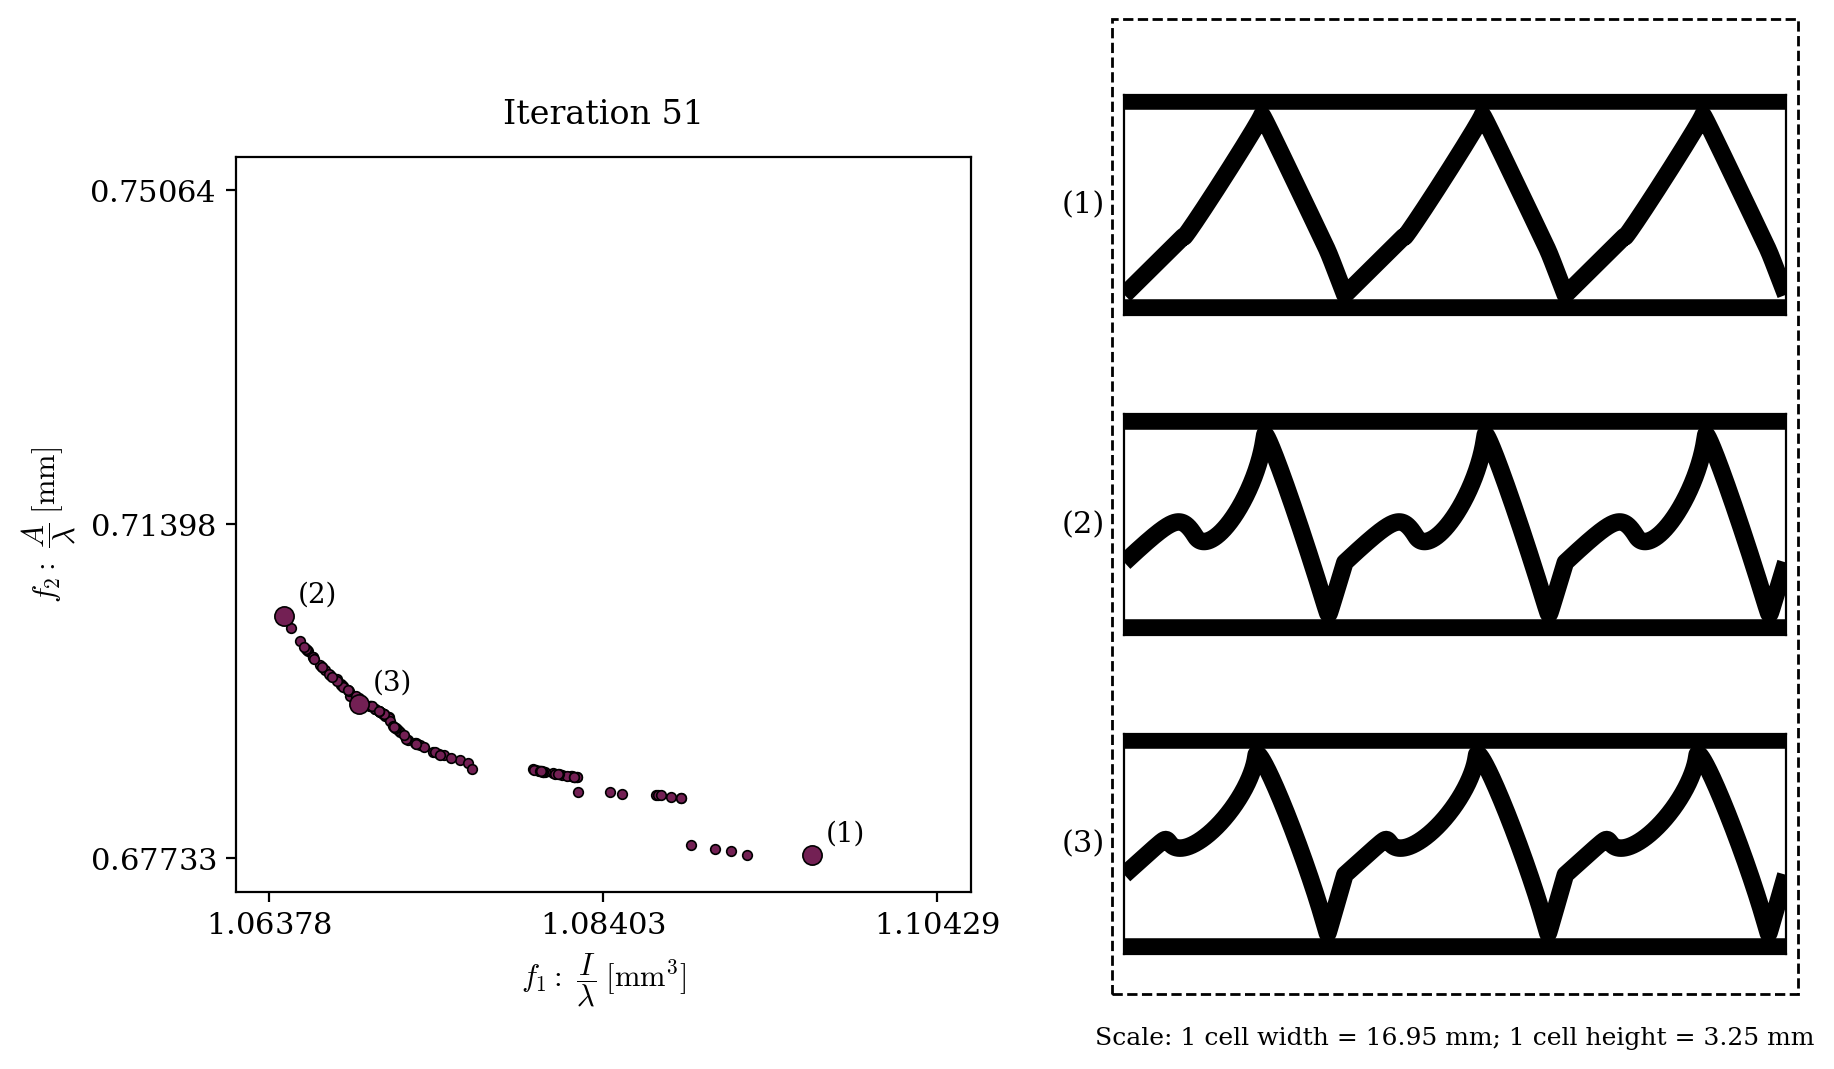 Iteration 51
0.75064
0.71398
0.67733
f₂ : A/λ [mm]
(2)
(3)
(1)
1.06378 1.08403 1.10429
f₁ : I/λ [mm³]
(1)
(2)
(3)
Scale: 1 cell width = 16.95 mm; 1 cell height = 3.25 mm